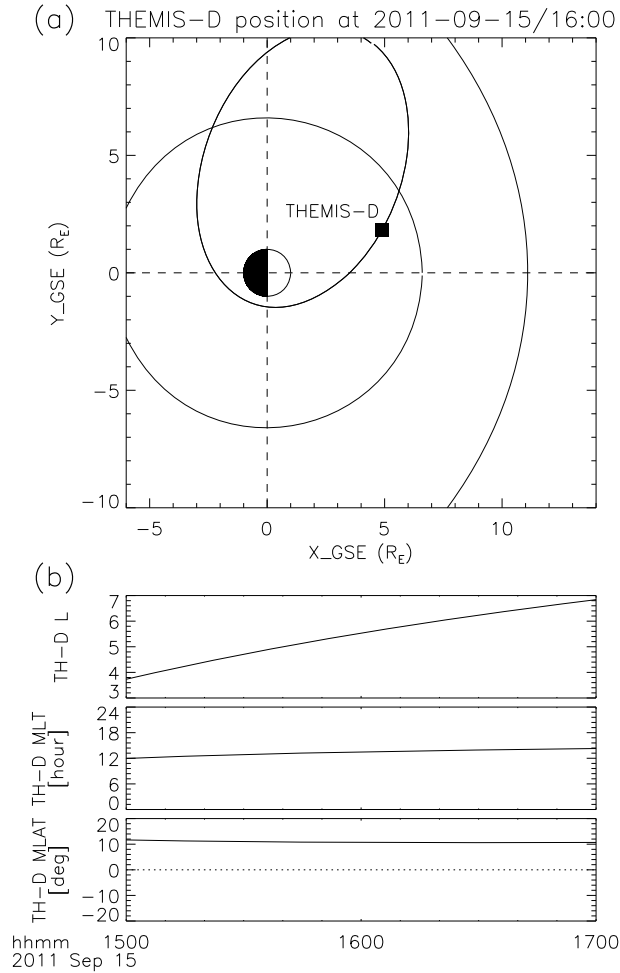 (a) THEMIS-D position at 2011-09-15/16:00
10
5
0
-5
-10
Y_GSE (R_E)
THEMIS-D
-5 0 5 10
X_GSE (R_E)
(b)
TH-D L
7
6
5
4
3
TH-D MLT
[hour]
24
18
12
6
0
TH-D MLAT
[deg]
20
10
0
-10
-20
hhmm 1500 1600 1700
2011 Sep 15